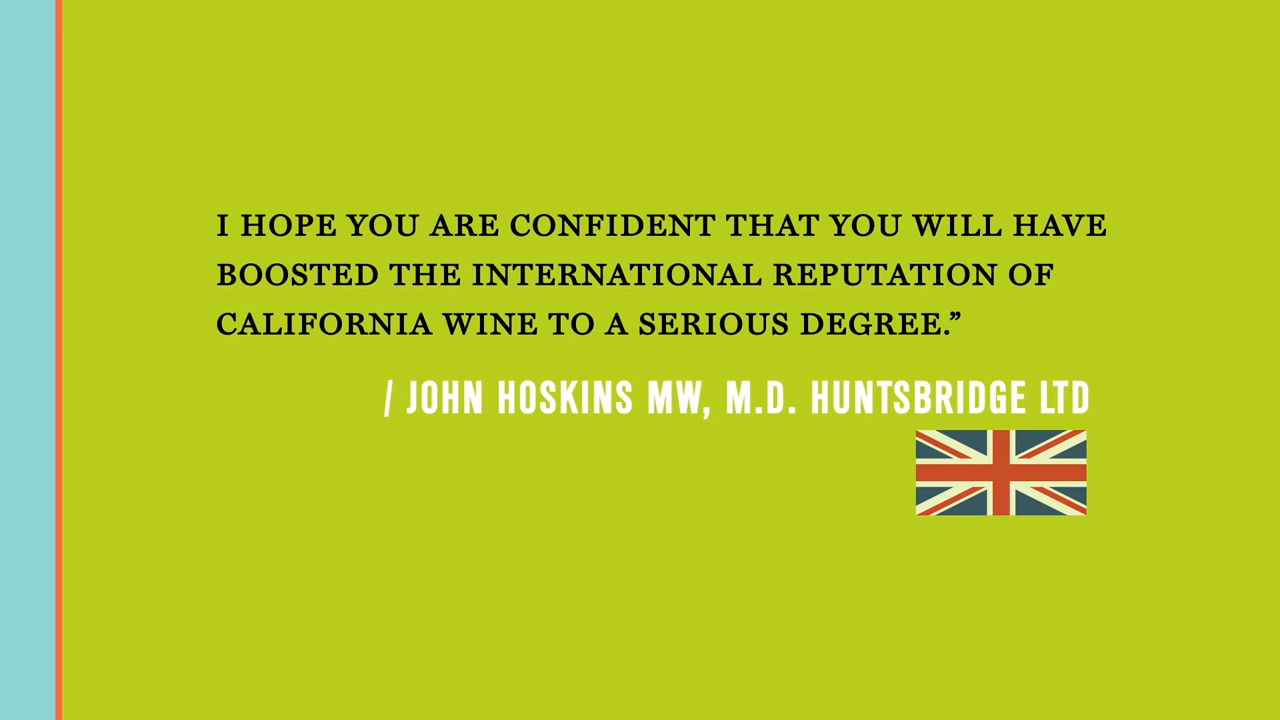 I HOPE YOU ARE CONFIDENT THAT YOU WILL HAVE
BOOSTED THE INTERNATIONAL REPUTATION OF
CALIFORNIA WINE TO A SERIOUS DEGREE.”
/ JOHN HOSKINS MW, M.D. HUNTSBRIDGE LTD